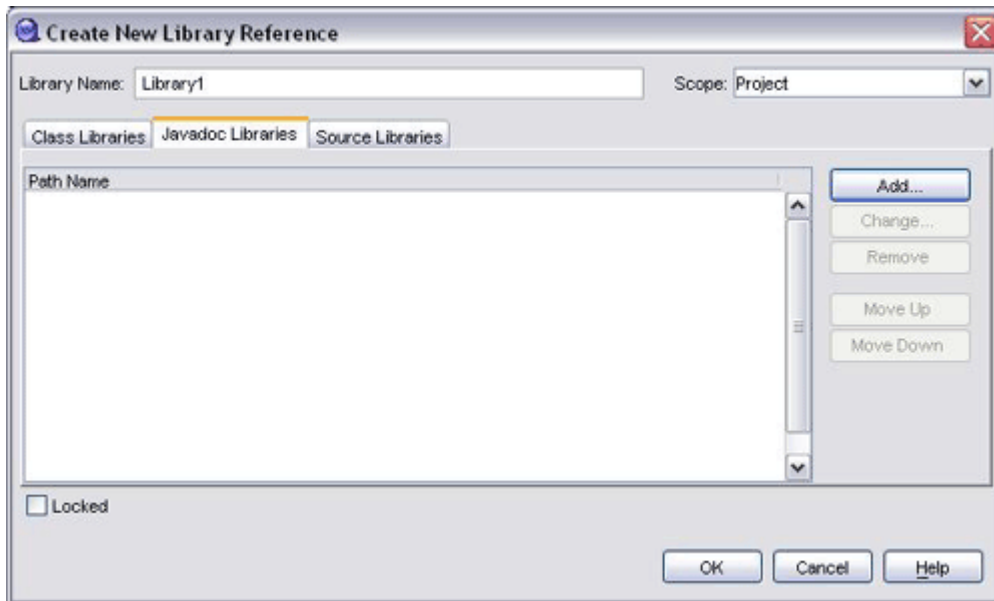 Create New Library Reference
Library Name: Library1 Scope: Project
Class Libraries Javadoc Libraries Source Libraries
Path Name
Add...
Change...
Remove
Move Up
Move Down
Locked
OK Cancel Help